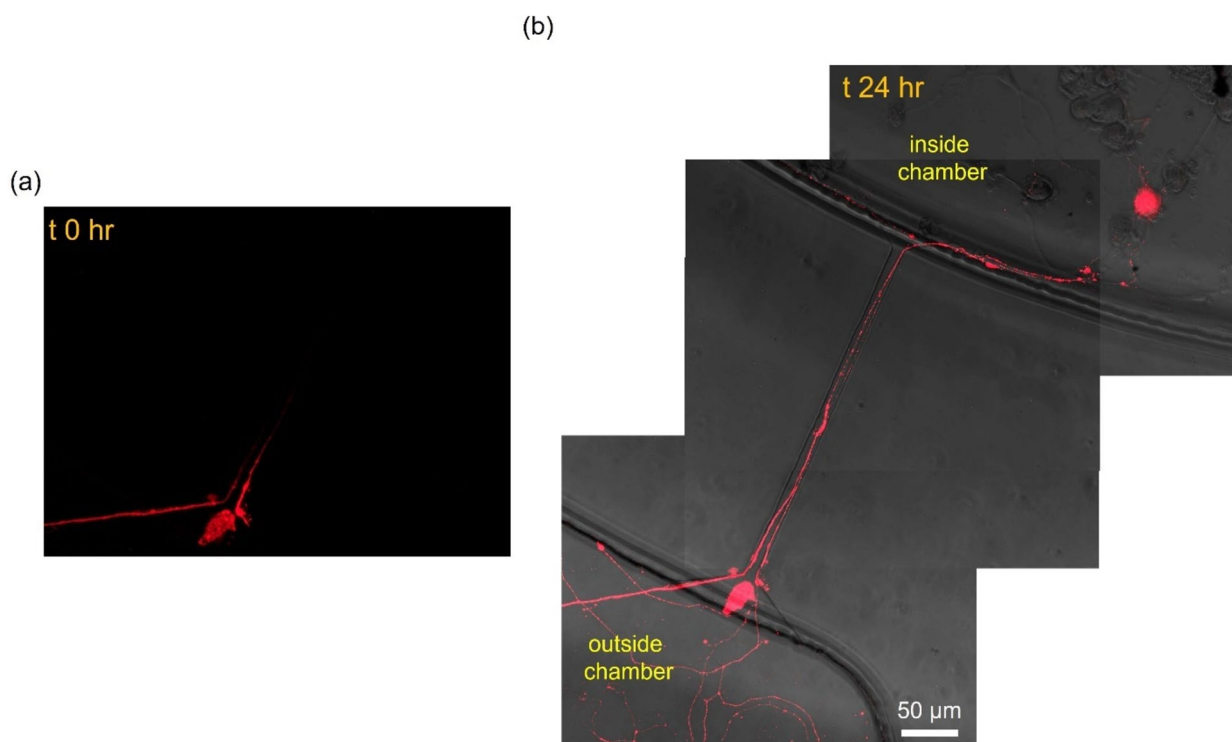 (a)
t 0 hr
(b)
t 24 hr
inside
chamber
outside
chamber
50 µm